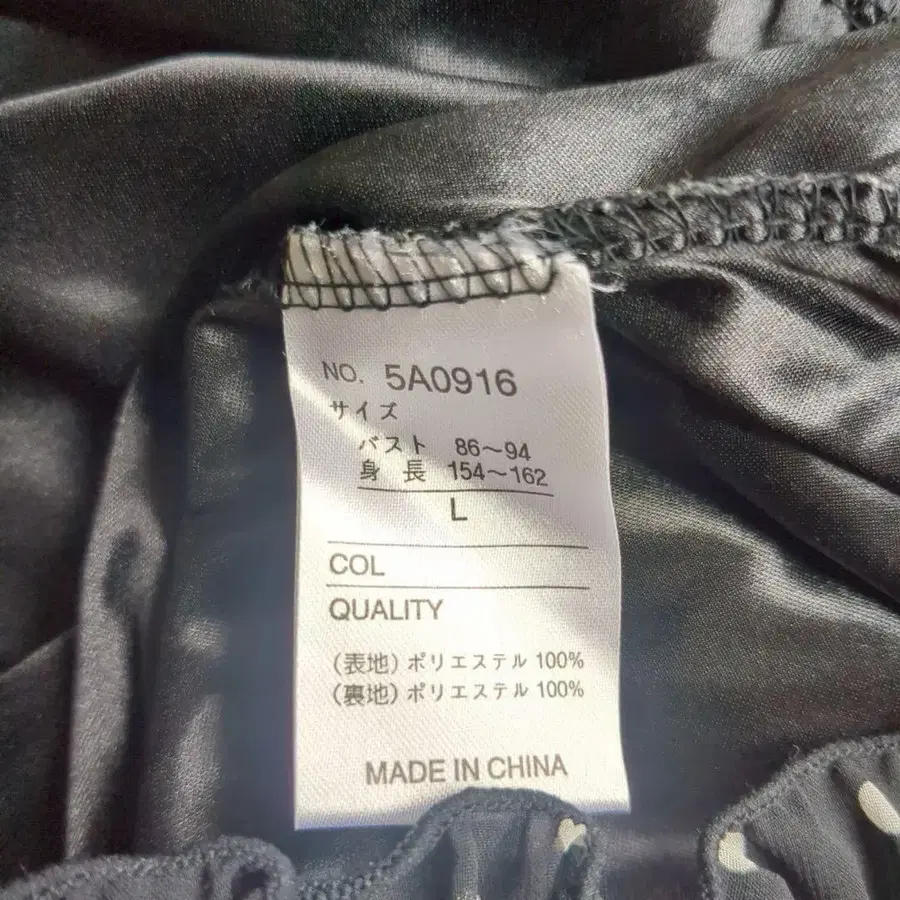 NO. 5A0916
サイズ
バスト 86～94
身長 154～162
L
COL
QUALITY
(表地) ポリエステル 100%
(裏地) ポリエステル 100%
MADE IN CHINA